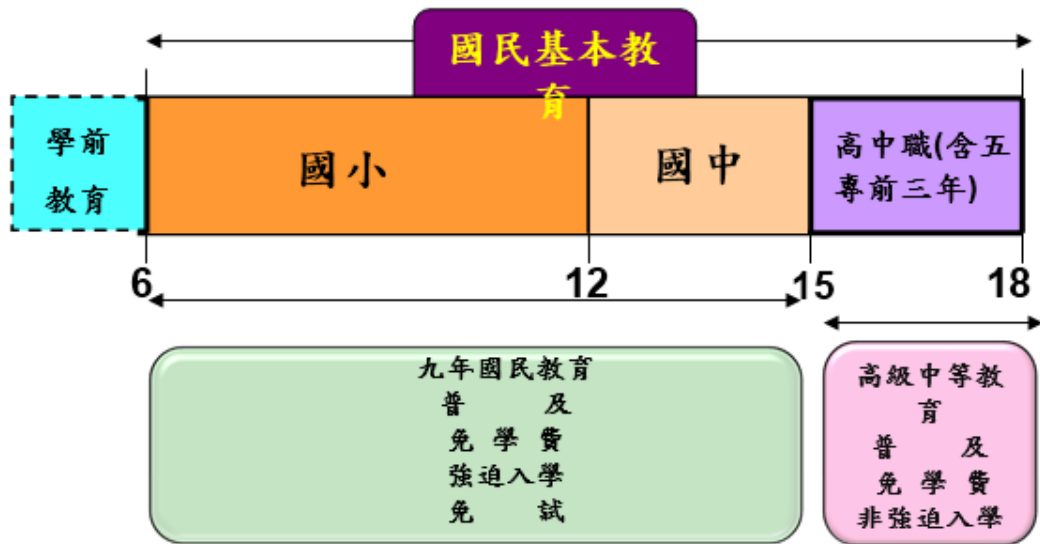 國民基本教
育
學前
教育
國小
國中
高中職(含五
專前三年)
6
12
15
18
九年國民教育
普 及
免 學 費
強迫入學
免 試
高級中等教
育
普 及
免 學 費
非強迫入學